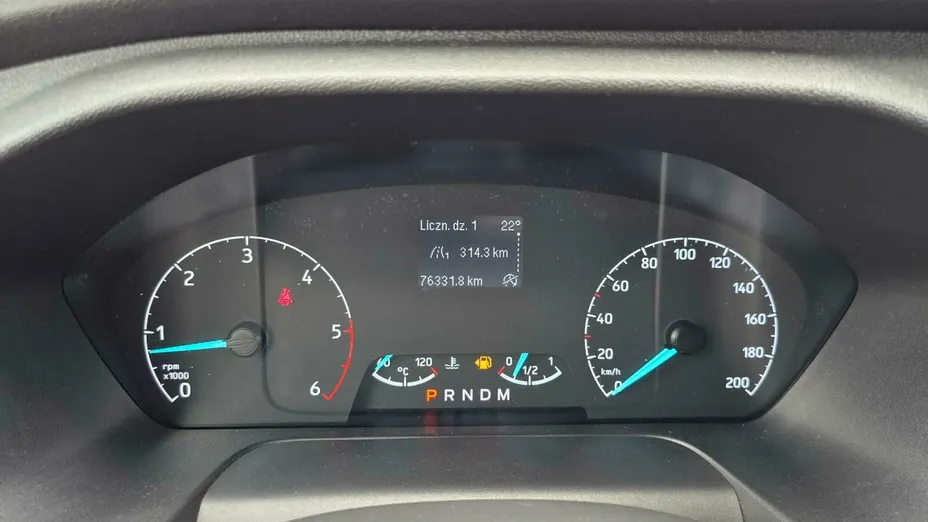 Liczn. dz. 1 22°
1 314.3 km
76331.8 km
0 1 2 3 4 5 6
rpm
x1000
60 120
°C
0 1/2 1
P R N D M
0 20 40 60 80 100 120 140 160 180 200
km/h